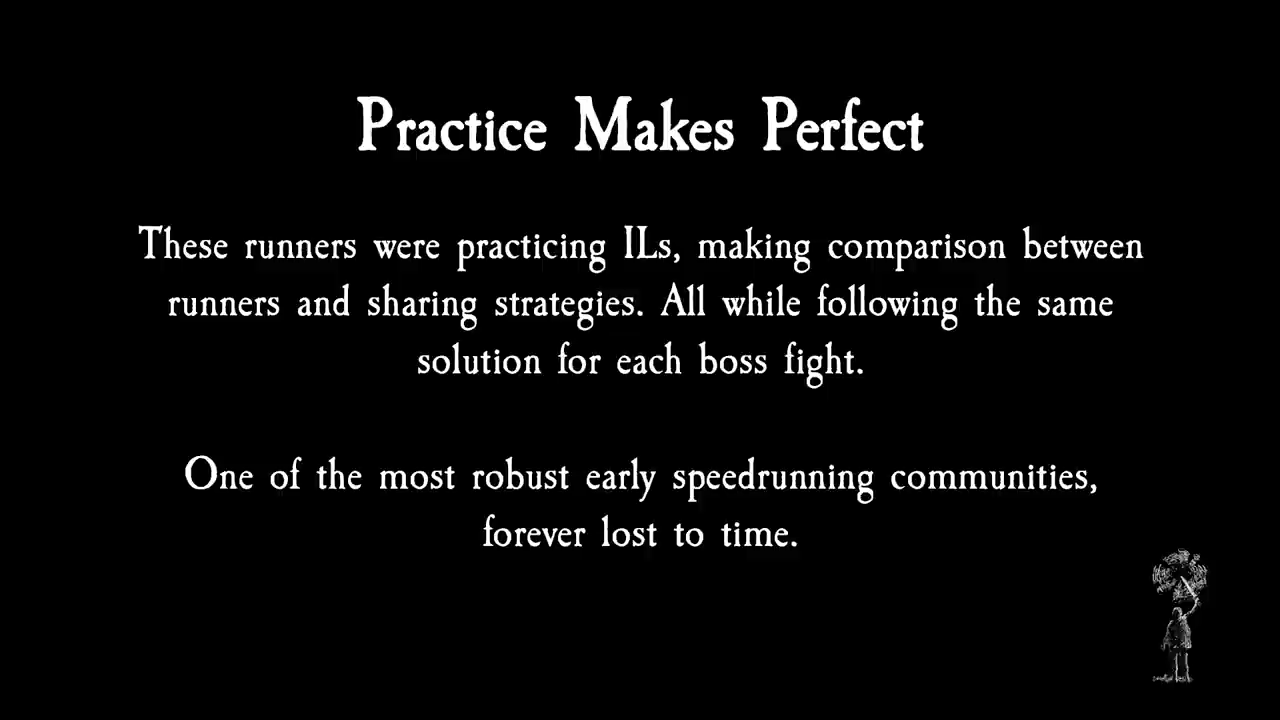 Practice Makes Perfect
These runners were practicing ILs, making comparison between
runners and sharing strategies. All while following the same
solution for each boss fight.
One of the most robust early speedrunning communities,
forever lost to time.